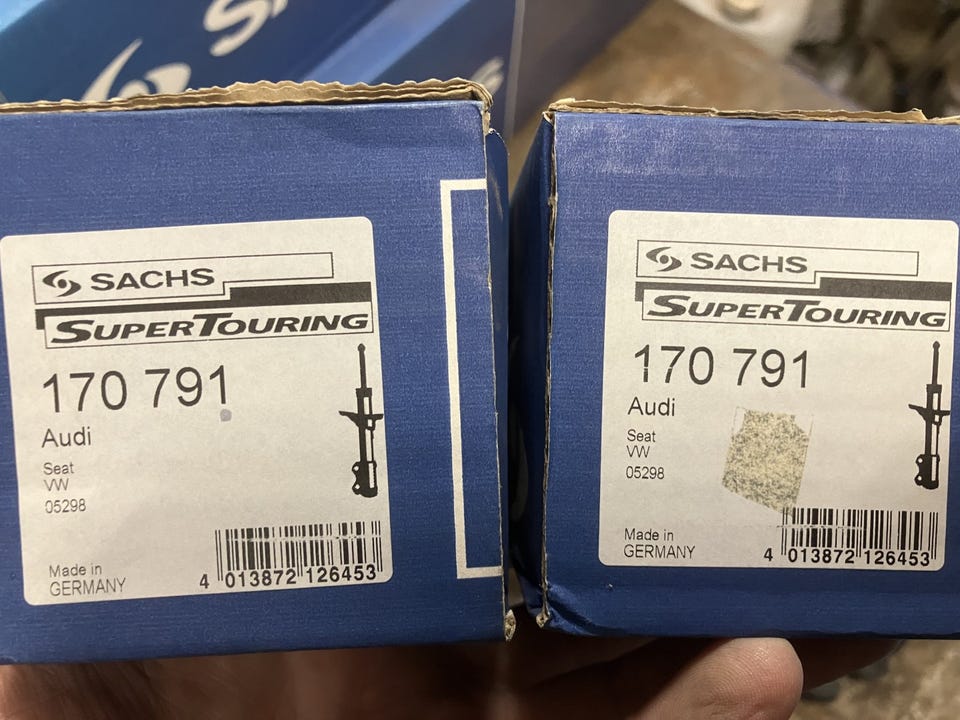 S
S
SACHS
SUPERTOURING
170 791
Audi
Seat
VW
05298
Made in
GERMANY
4 013872 126453
SACHS
SUPERTOURING
170 791
Audi
Seat
VW
05298
Made in
GERMANY
4 013872 126453